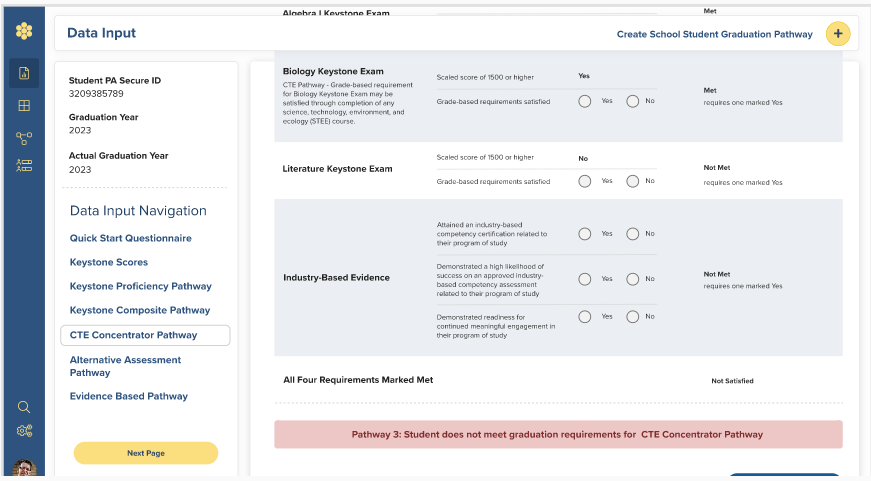 Algebra I Keystone Exam
Met
Data Input
Create School Student Graduation Pathway
+
Student PA Secure ID
3209385789
Graduation Year
2023
Actual Graduation Year
2023
Data Input Navigation
Quick Start Questionnaire
Keystone Scores
Keystone Proficiency Pathway
Keystone Composite Pathway
CTE Concentrator Pathway
Alternative Assessment
Pathway
Evidence Based Pathway
Next Page
Biology Keystone Exam
CTE Pathway - Grade-based requirement
for Biology Keystone Exam may be
satisfied through completion of any
science, technology, environment, and
ecology (STEE) course.
Scaled score of 1500 or higher
Yes
Grade-based requirements satisfied
Yes
No
Met
requires one marked Yes
Literature Keystone Exam
Scaled score of 1500 or higher
No
Grade-based requirements satisfied
Yes
No
Not Met
requires one marked Yes
Industry-Based Evidence
Attained an industry-based
competency certification related to
their program of study
Yes
No
Demonstrated a high likelihood of
success on an approved industry-
based competency assessment
related to their program of study
Yes
No
Demonstrated readiness for
continued meaningful engagement in
their program of study
Yes
No
Not Met
requires one marked Yes
All Four Requirements Marked Met
Not Satisfied
Pathway 3: Student does not meet graduation requirements for CTE Concentrator Pathway